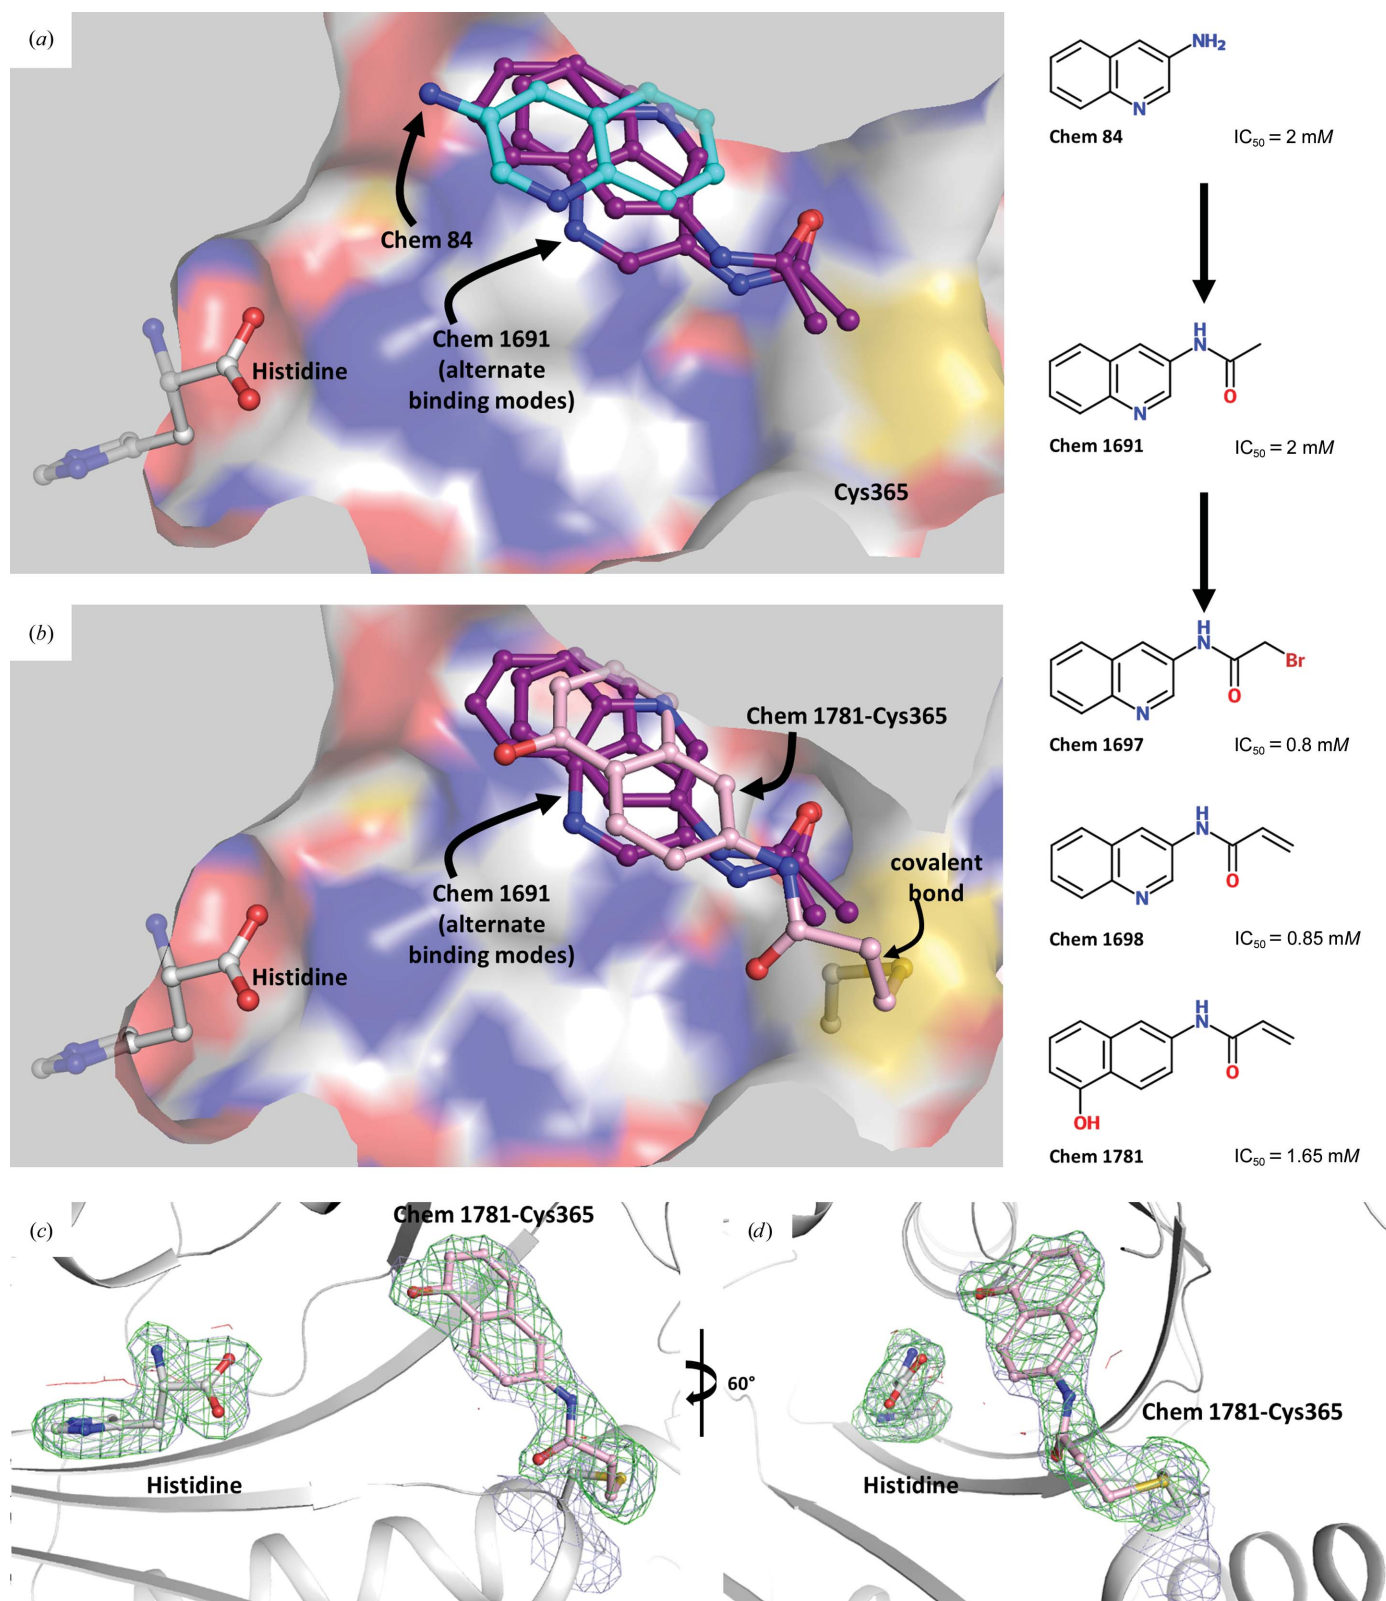 (a)
Chem 84
Chem 1691
(alternate
binding modes)
Histidine
Cys365
NH₂
N
Chem 84 IC₅₀ = 2 mM
H
N
O
N
Chem 1691 IC₅₀ = 2 mM
H
N
Br
O
N
Chem 1697 IC₅₀ = 0.8 mM
H
N
O
N
Chem 1698 IC₅₀ = 0.85 mM
H
N
O
OH
Chem 1781 IC₅₀ = 1.65 mM
(b)
Chem 1781-Cys365
covalent
bond
Chem 1691
(alternate
binding modes)
Histidine
(c)
Chem 1781-Cys365
Histidine
60°
(d)
Chem 1781-Cys365
Histidine